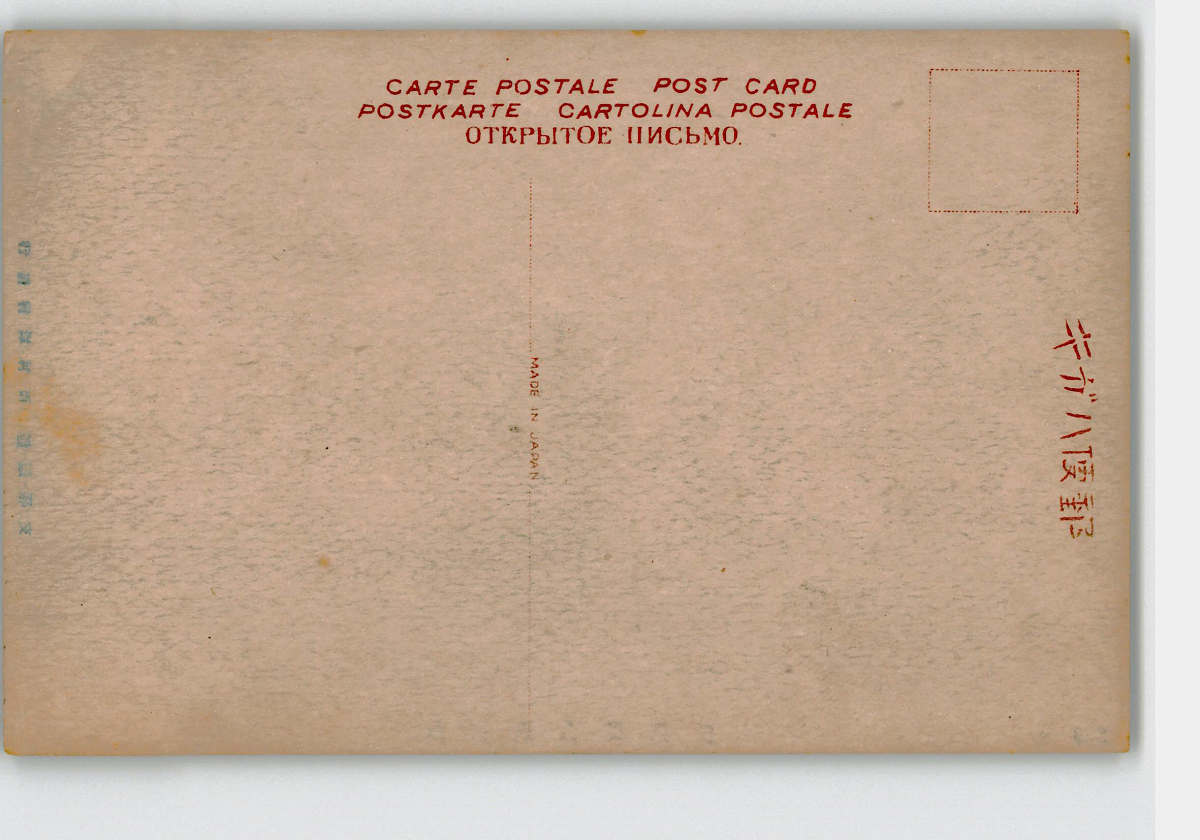 CARTE POSTALE POST CARD
POSTKARTE CARTOLINA POSTALE
ОТКРЫТОЕ ПИСЬМО.
MADE IN JAPAN
郵便ハガキ